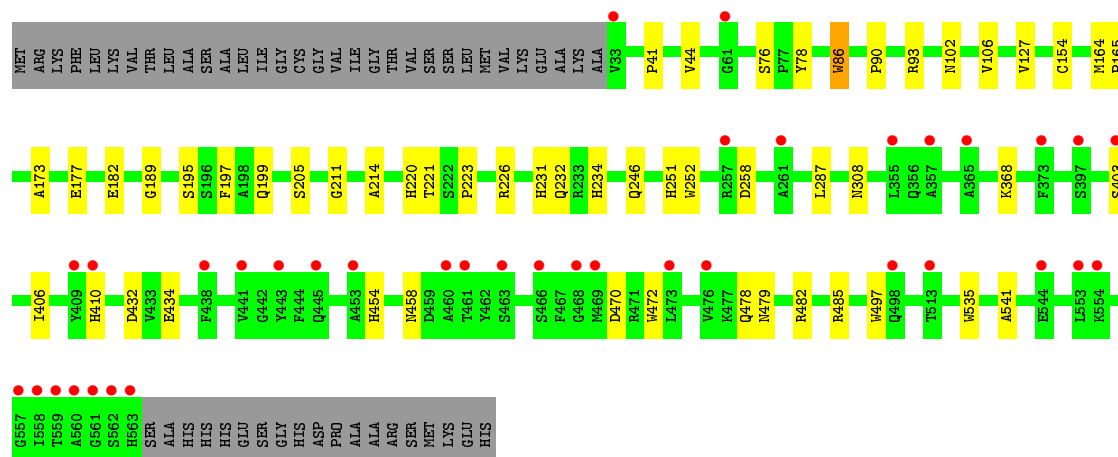 MET ARG LYS PHE LEU LYS VAL THR LEU ALA SER ALA LEU ILE GLY CYS GLY VAL ILE GLY THR VAL SER SER LEU MET VAL LYS GLU ALA LYS ALA V33 P41 V44 G61 S76 P77 Y78 W86 P90 R93 N102 V106 V127 C154 M164 P165
A173 E177 E182 G189 S195 S196 F197 A198 Q199 S205 G211 A214 H220 T221 S222 P223 R226 H231 Q232 R233 H234 Q246 H251 W252 R257 D258 A261 L287 N308 L355 Q356 A357 A365 K368 F373 S397 S403
I406 Y409 H410 D432 V433 E434 F438 V441 G442 Y443 F444 Q445 A453 H454 N458 D459 A460 T461 Y462 S463 S466 F467 G468 M469 D470 R471 W472 L473 V476 K477 Q478 N479 R482 R485 W497 Q498 T513 W535 A541 E544 L553 K554
G557 I558 T559 A560 G561 S562 H563 SER ALA HIS HIS HIS GLU SER GLY HIS ASP PRO ALA ALA ARG SER MET LYS GLU HIS